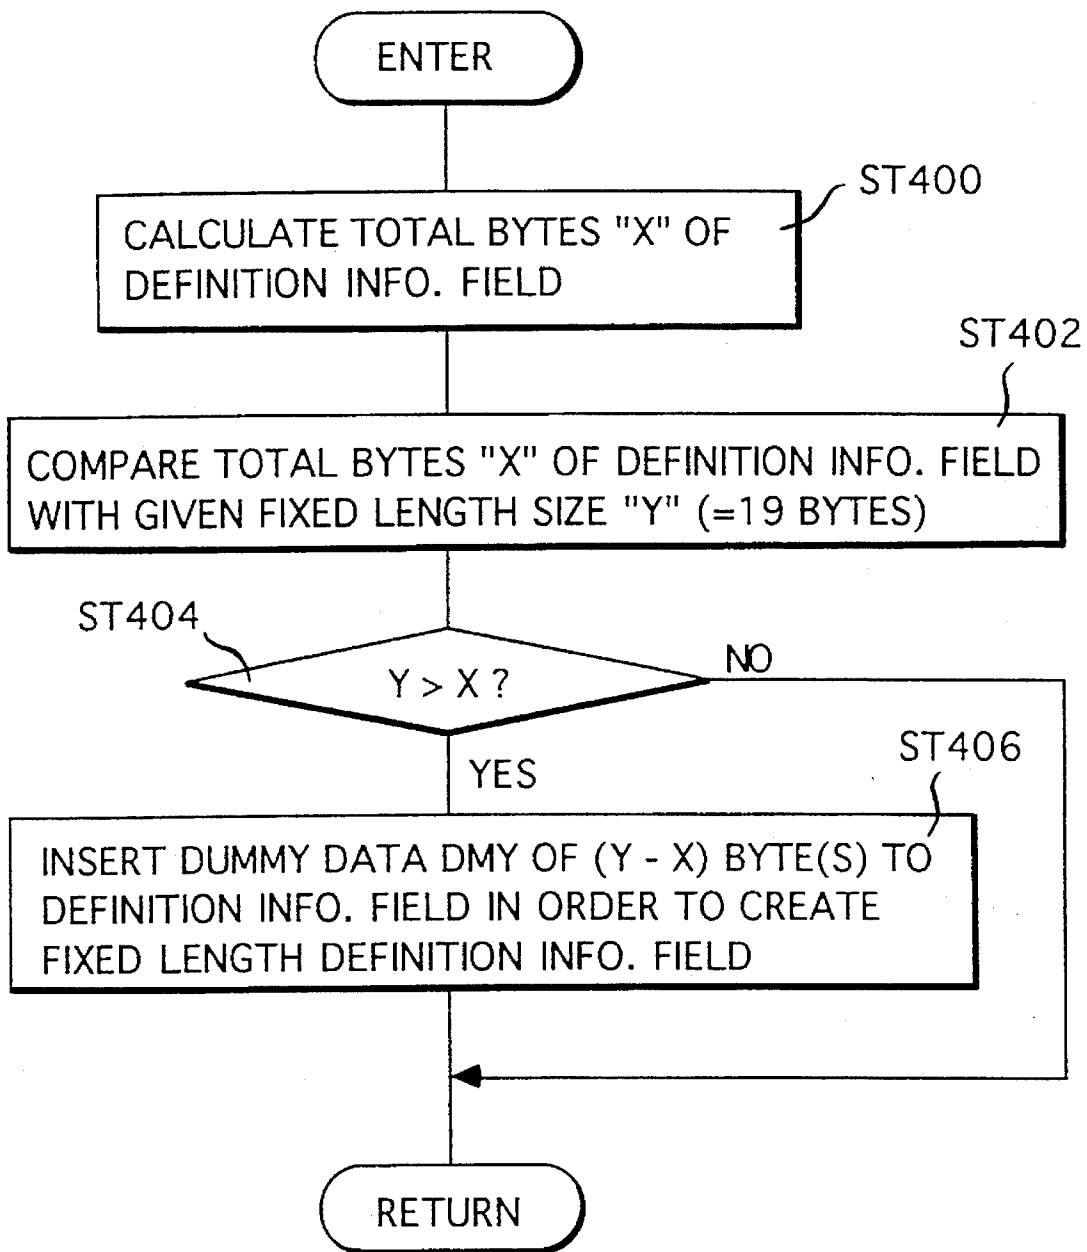 ENTER
ST400
CALCULATE TOTAL BYTES "X" OF
DEFINITION INFO. FIELD
ST402
COMPARE TOTAL BYTES "X" OF DEFINITION INFO. FIELD
WITH GIVEN FIXED LENGTH SIZE "Y" (=19 BYTES)
ST404
Y > X ?
NO
YES
ST406
INSERT DUMMY DATA DMY OF (Y - X) BYTE(S) TO
DEFINITION INFO. FIELD IN ORDER TO CREATE
FIXED LENGTH DEFINITION INFO. FIELD
RETURN